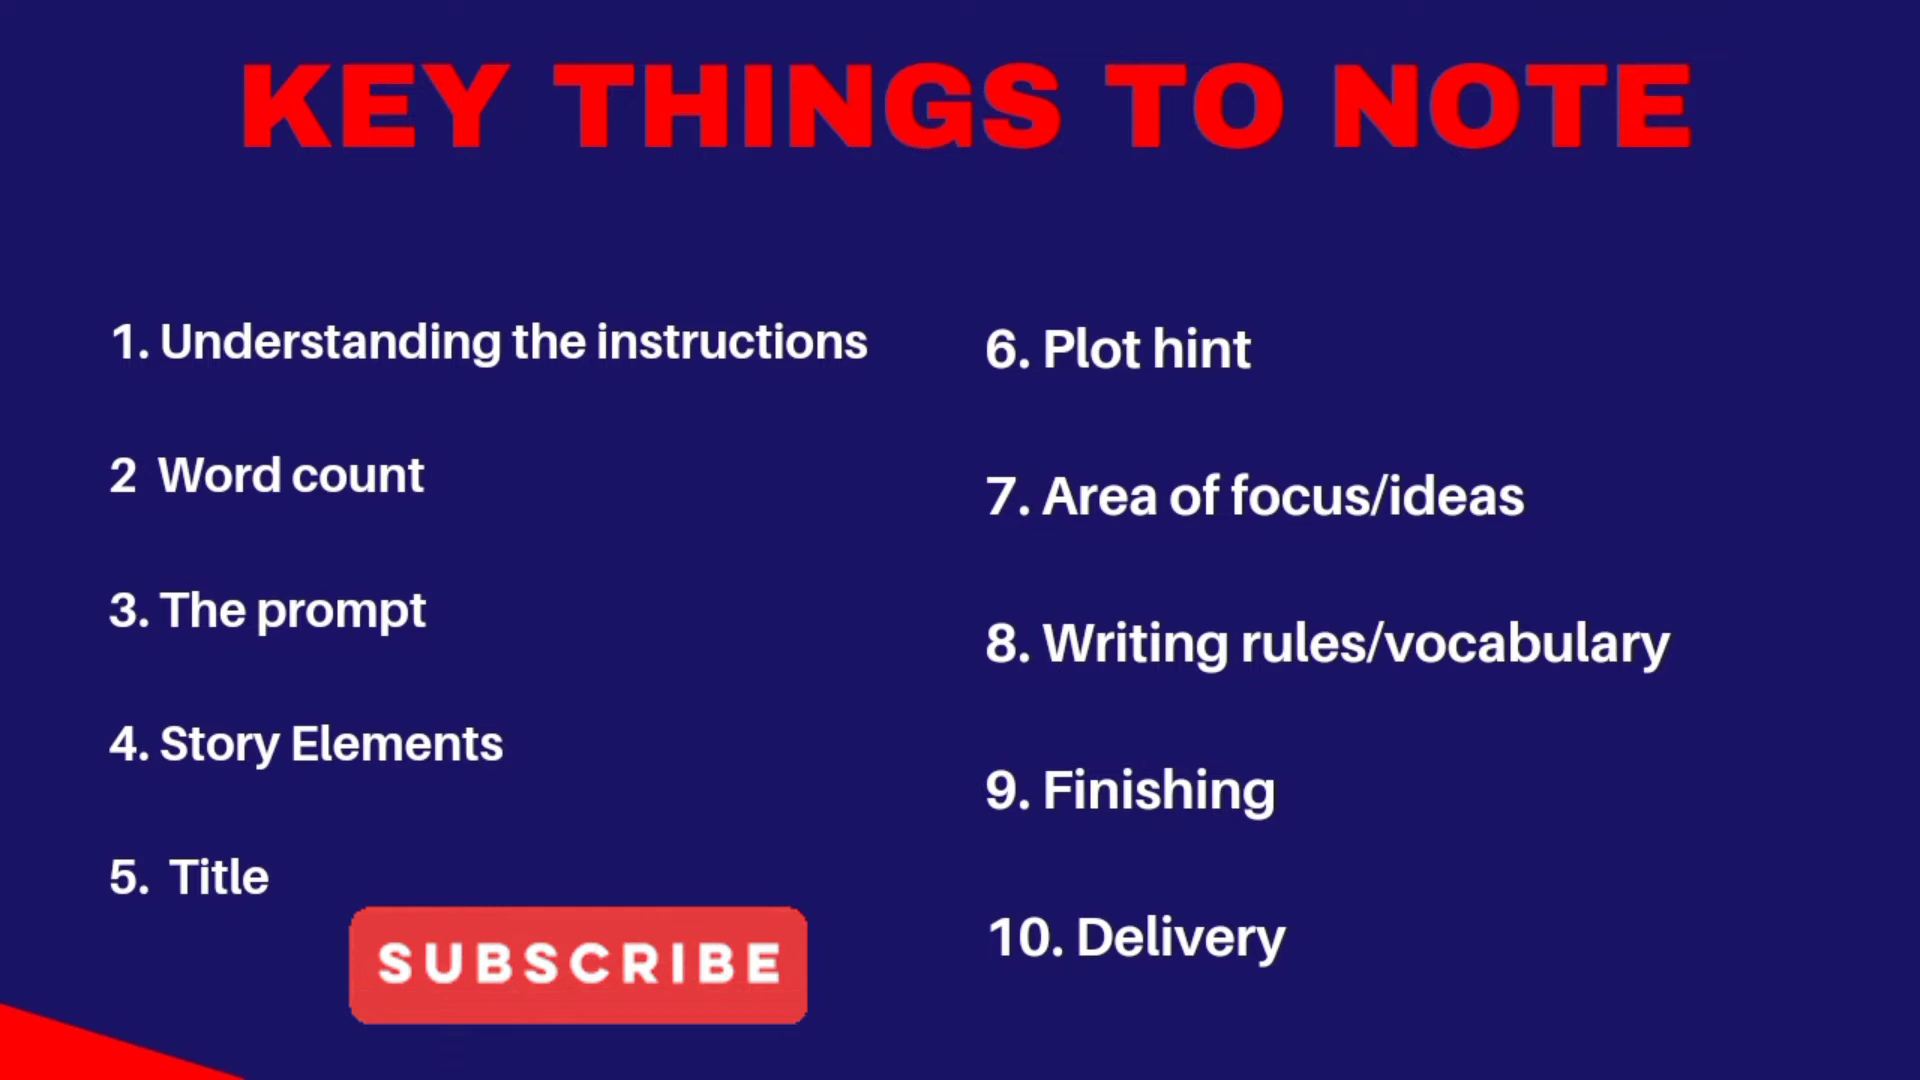 KEY THINGS TO NOTE
1. Understanding the instructions
2 Word count
3. The prompt
4. Story Elements
5. Title
6. Plot hint
7. Area of focus/ideas
8. Writing rules/vocabulary
9. Finishing
10. Delivery
SUBSCRIBE